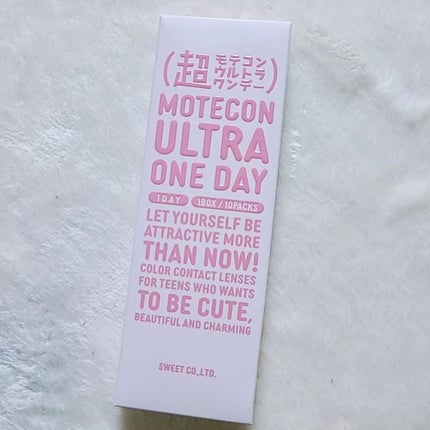 (超モテコン
ウルトラ
ワンデー)
MOTECON
ULTRA
ONE DAY
1DAY 1BOX/10PACKS
LET YOURSELF BE
ATTRACTIVE MORE
THAN NOW!
COLOR CONTACT LENSES
FOR TEENS WHO WANTS
TO BE CUTE,
BEAUTIFUL AND CHARMING
SWEET CO.,LTD.